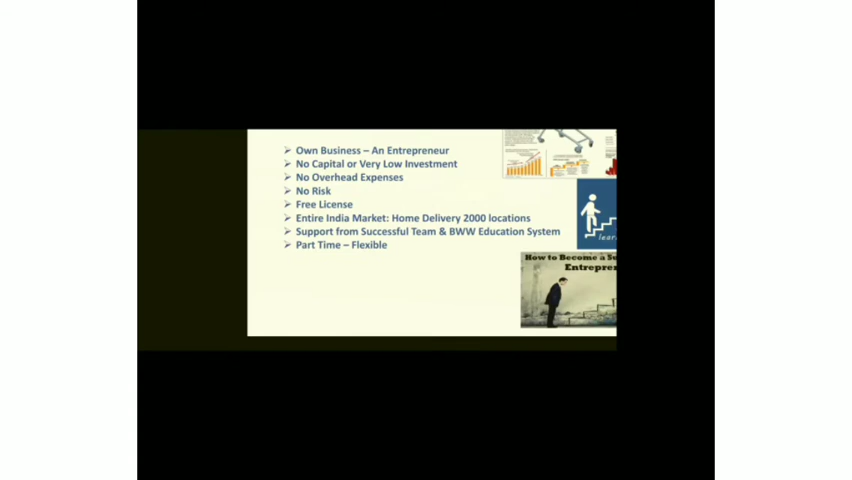 Own Business – An Entrepreneur
No Capital or Very Low Investment
No Overhead Expenses
No Risk
Free License
Entire India Market: Home Delivery 2000 locations
Support from Successful Team & BWW Education System
Part Time – Flexible
How to Become a